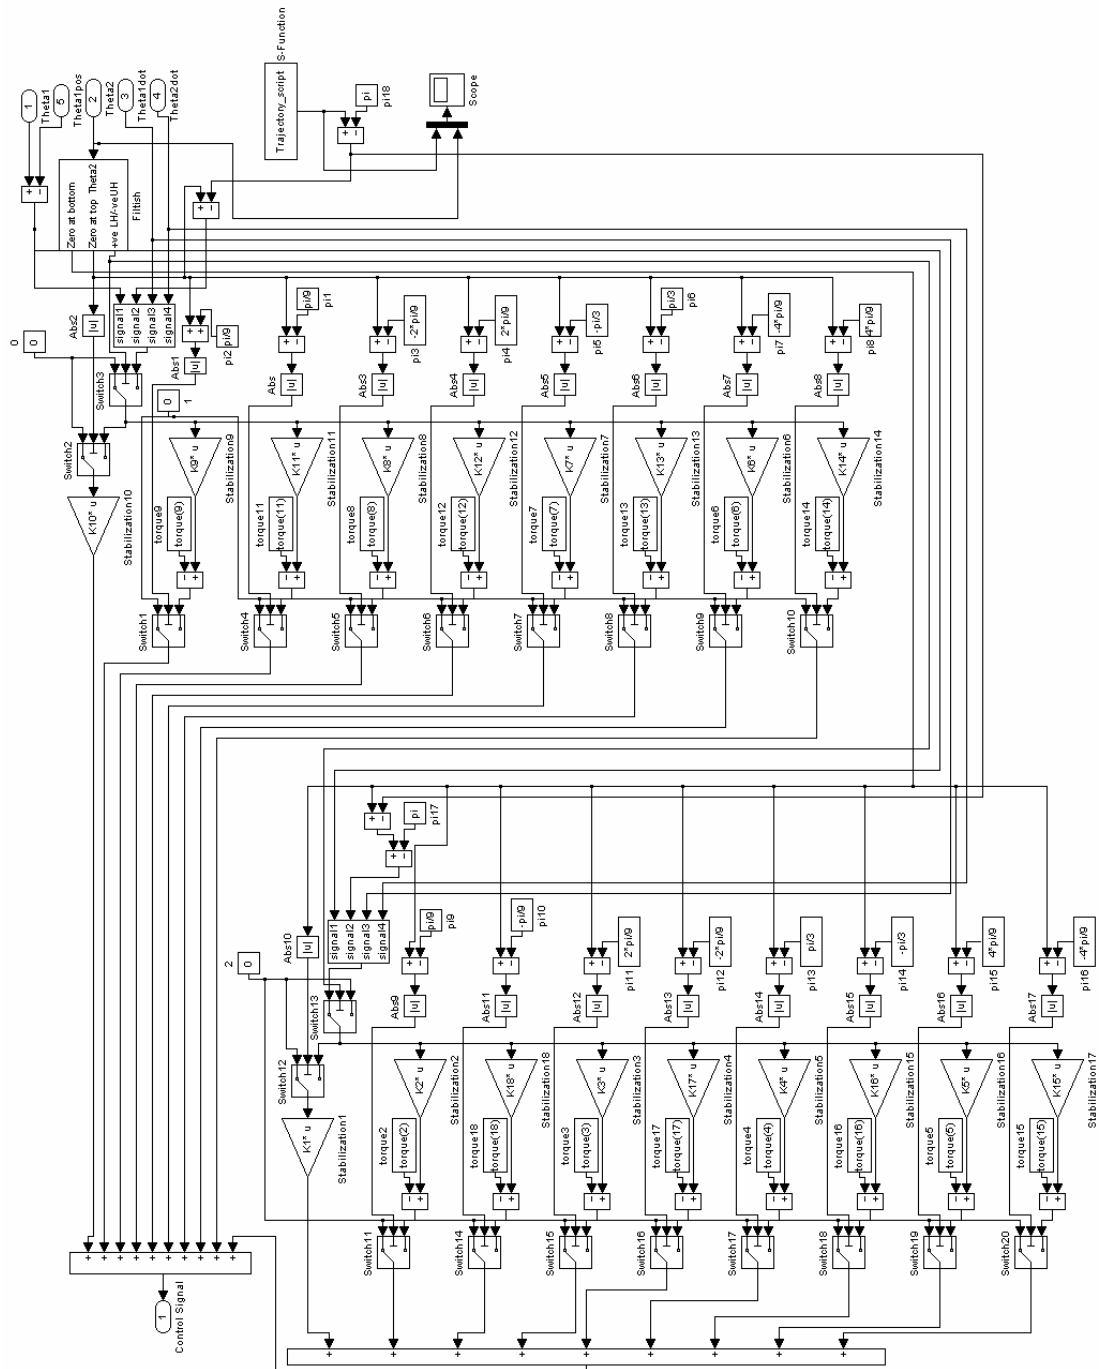 1
Theta1
5
Theta1pos
2
Theta2
3
Theta1dot
4
Theta2dot
S-Function
Trajectory_script
pi
pi18
Scope
+
−
Zero at bottom
Zero at top Theta2
+ve LH/-veUH
Filtish
+
−
+
−
Abs2
|u|
signal1
signal2
signal3
signal4
0
0
Switch3
Switch2
K10* u
Stabilization10
+
+
pi/9
pi2
Abs1
|u|
0
1
K9* u
Stabilization9
torque9
torque(9)
−
+
Switch1
+
−
pi/9
pi1
Abs
|u|
K11* u
Stabilization11
torque11
torque(11)
−
+
Switch4
+
−
-2*pi/9
pi3
Abs3
|u|
K8* u
Stabilization8
torque8
torque(8)
−
+
Switch5
+
−
2*pi/9
pi4
Abs4
|u|
K12* u
Stabilization12
torque12
torque(12)
−
+
Switch6
+
−
-pi/3
pi5
Abs5
|u|
K7* u
Stabilization7
torque7
torque(7)
−
+
Switch7
+
−
pi/3
pi6
Abs6
|u|
K13* u
Stabilization13
torque13
torque(13)
−
+
Switch8
+
−
-4*pi/9
pi7
Abs7
|u|
K6* u
Stabilization6
torque6
torque(6)
−
+
Switch9
+
−
4*pi/9
pi8
Abs8
|u|
K14* u
Stabilization14
torque14
torque(14)
−
+
Switch10
+
−
+
−
pi
pi17
signal1
signal2
signal3
signal4
Abs10
|u|
2
0
Switch13
Switch12
K1* u
Stabilization1
+
−
pi/9
pi9
Abs9
|u|
K2* u
Stabilization2
torque2
torque(2)
−
+
Switch11
+
−
-pi/9
pi10
Abs11
|u|
K18* u
Stabilization18
torque18
torque(18)
−
+
Switch14
+
−
2*pi/9
pi11
Abs12
|u|
K3* u
Stabilization3
torque3
torque(3)
−
+
Switch15
+
−
-2*pi/9
pi12
Abs13
|u|
K17* u
Stabilization4
torque17
torque(17)
−
+
Switch16
+
−
pi/3
pi13
Abs14
|u|
K4* u
Stabilization5
torque4
torque(4)
−
+
Switch17
+
−
-pi/3
pi14
Abs15
|u|
K16* u
Stabilization15
torque16
torque(16)
−
+
Switch18
+
−
4*pi/9
pi15
Abs16
|u|
K5* u
Stabilization16
torque5
torque(5)
−
+
Switch19
+
−
-4*pi/9
pi16
Abs17
|u|
K15* u
Stabilization17
torque15
torque(15)
−
+
Switch20
+
+
+
+
+
+
+
+
+
+
1
Control Signal
+
+
+
+
+
+
+
+
+